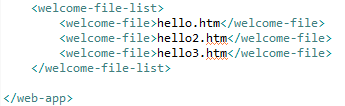 <welcome-file-list>
<welcome-file>hello.htm</welcome-file>
<welcome-file>hello2.htm</welcome-file>
<welcome-file>hello3.htm</welcome-file>
</welcome-file-list>
</web-app>